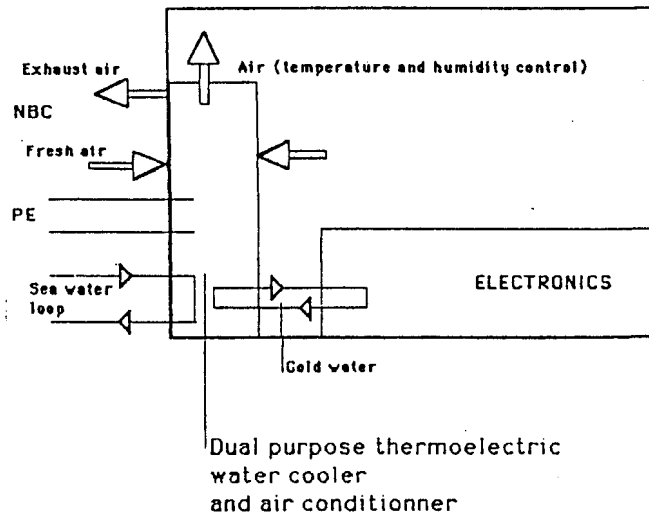 Exhaust air
Air (temperature and humidity control)
NBC
Fresh air
PE
Sea water
loop
ELECTRONICS
Cold water
Dual purpose thermoelectric
water cooler
and air conditionner